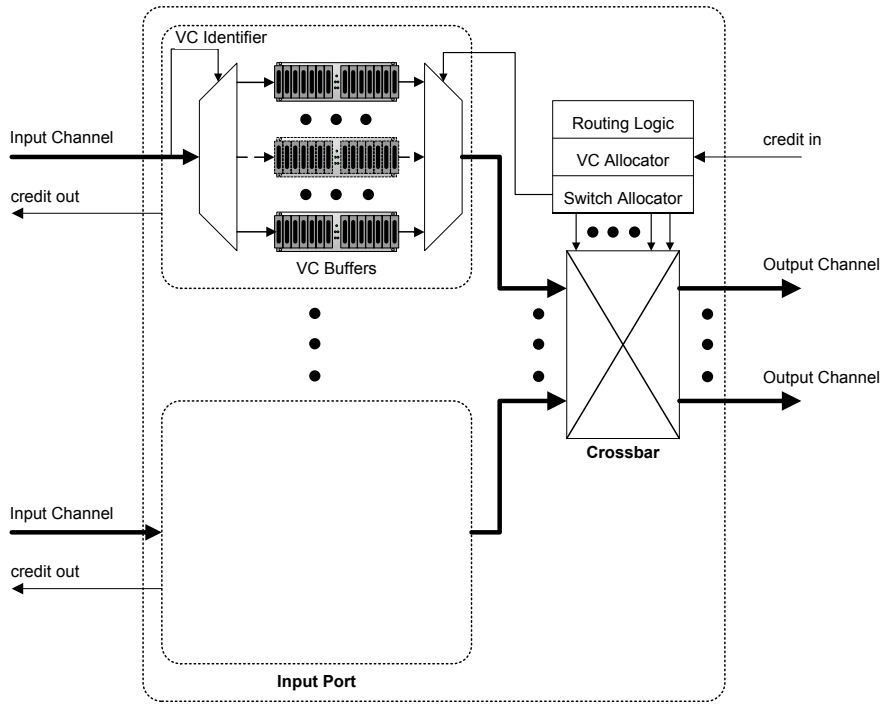 VC Identifier
Input Channel
credit out
VC Buffers
Routing Logic
VC Allocator
Switch Allocator
credit in
Output Channel
Output Channel
Crossbar
Input Channel
credit out
Input Port